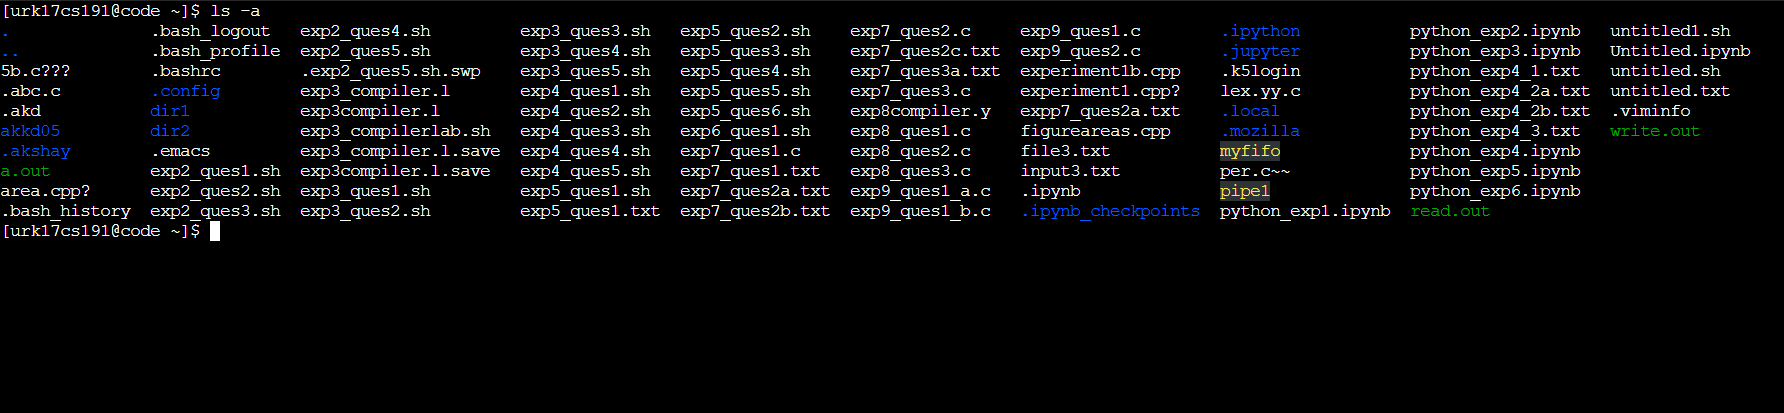 [urk17cs191@code ~]$ ls -a
. .bash_logout exp2_ques4.sh exp3_ques3.sh exp5_ques2.sh exp7_ques2.c exp9_ques1.c .ipython python_exp2.ipynb untitled1.sh
.. .bash_profile exp2_ques5.sh exp3_ques4.sh exp5_ques3.sh exp7_ques2c.txt exp9_ques2.c .jupyter python_exp3.ipynb Untitled.ipynb
5b.c??? .bashrc .exp2_ques5.sh.swp exp3_ques5.sh exp5_ques4.sh exp7_ques3a.txt experiment1b.cpp .k5login python_exp4_1.txt untitled.sh
.abc.c .config exp3_compiler.l exp4_ques1.sh exp5_ques5.sh exp7_ques3.c experiment1.cpp? lex.yy.c python_exp4_2a.txt untitled.txt
.akd dir1 exp3compiler.l exp4_ques2.sh exp5_ques6.sh exp8compiler.y expp7_ques2a.txt .local python_exp4_2b.txt .viminfo
akkd05 dir2 exp3_compilerlab.sh exp4_ques3.sh exp6_ques1.sh exp8_ques1.c figureareas.cpp .mozilla python_exp4_3.txt write.out
.akshay .emacs exp3_compiler.l.save exp4_ques4.sh exp7_ques1.c exp8_ques2.c file3.txt myfifo python_exp4.ipynb
a.out exp2_ques1.sh exp3compiler.l.save exp4_ques5.sh exp7_ques1.txt exp8_ques3.c input3.txt per.c~~ python_exp5.ipynb
area.cpp? exp2_ques2.sh exp3_ques1.sh exp5_ques1.sh exp7_ques2a.txt exp9_ques1_a.c .ipynb pipe1 python_exp6.ipynb
.bash_history exp2_ques3.sh exp3_ques2.sh exp5_ques1.txt exp7_ques2b.txt exp9_ques1_b.c .ipynb_checkpoints python_exp1.ipynb read.out
[urk17cs191@code ~]$